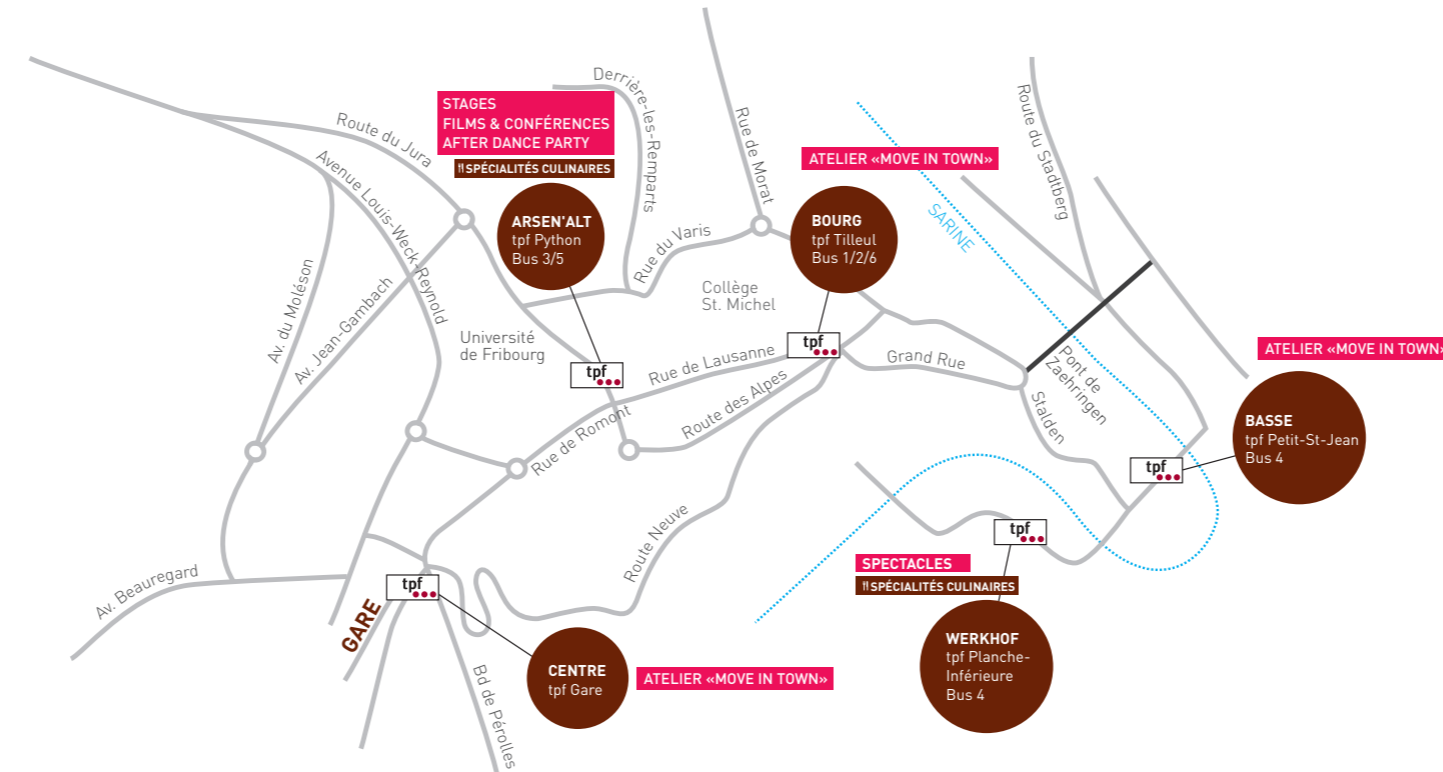 Derrière-les-Remparts
STAGES
FILMS & CONFÉRENCES
AFTER DANCE PARTY
SPÉCIALITÉS CULINAIRES
ARSEN'ALT
tpf Python
Bus 3/5
Route du Jura
Avenue Louis-Weck-Reynold
Av. du Moléson
Av. Jean-Gambach
Université
de Fribourg
tpf
Rue du Varis
Rue de Morat
Collège
St. Michel
ATELIER «MOVE IN TOWN»
BOURG
tpf Tilleul
Bus 1/2/6
tpf
SARINE
Route du Stadtberg
Rue de Lausanne
Route des Alpes
Rue de Romont
Grand Rue
Pont de
Zaehringen
Stalden
ATELIER «MOVE IN TOWN»
BASSE
tpf Petit-St-Jean
Bus 4
tpf
Route Neuve
tpf
SPECTACLES
SPÉCIALITÉS CULINAIRES
WERKHOF
tpf Planche-
Inférieure
Bus 4
Av. Beauregard
GARE
tpf
CENTRE
tpf Gare
ATELIER «MOVE IN TOWN»
Bd de Pérolles